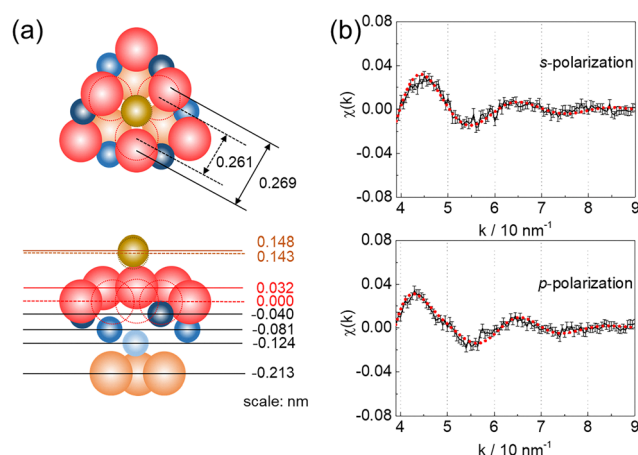 (a)
0.261
0.269
0.148
0.143
0.032
0.000
-0.040
-0.081
-0.124
-0.213
scale: nm
(b)
0.08
s-polarization
0.04
χ(k)
0.00
-0.04
-0.08
4 5 6 7 8 9
k / 10 nm⁻¹
0.08
p-polarization
0.04
χ(k)
0.00
-0.04
-0.08
4 5 6 7 8 9
k / 10 nm⁻¹